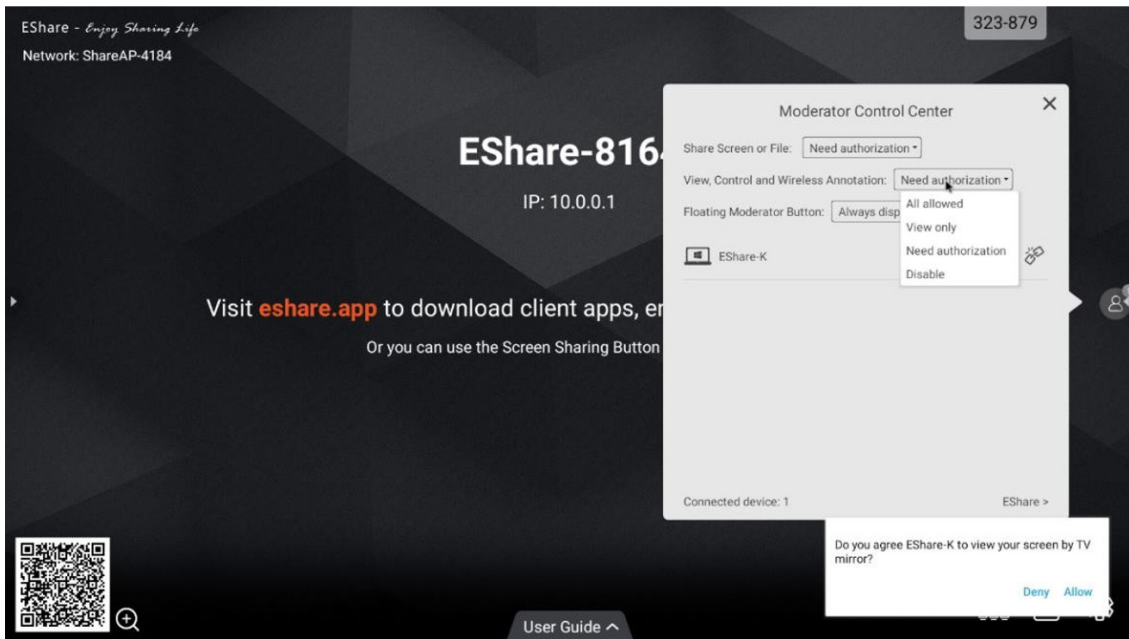 EShare - Enjoy Sharing Life
323-879
Network: ShareAP-4184
Moderator Control Center
Share Screen or File: Need authorization
View, Control and Wireless Annotation: Need authorization
All allowed
View only
Need authorization
Disable
Floating Moderator Button: Always disp
EShare-K
EShare-816
IP: 10.0.0.1
Visit eshare.app to download client apps,
Or you can use the Screen Sharing Button
Connected device: 1
EShare >
Do you agree EShare-K to view your screen by TV
mirror?
Deny Allow
User Guide